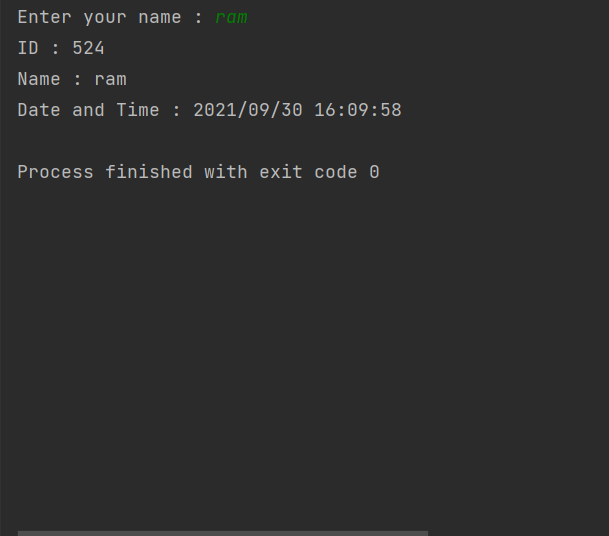 Enter your name : ram
ID : 524
Name : ram
Date and Time : 2021/09/30 16:09:58
Process finished with exit code 0